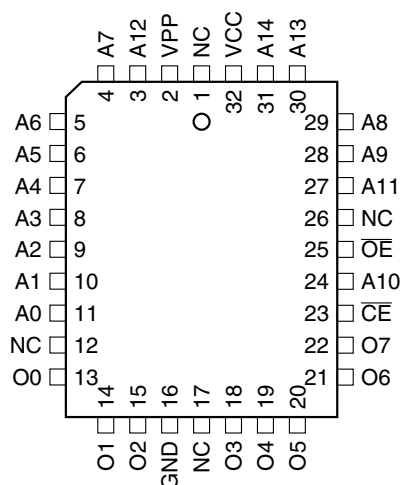 A7 A12 VPP NC VCC A14 A13
4 3 2 1 32 31 30
A6 5 29 A8
A5 6 28 A9
A4 7 27 A11
A3 8 26 NC
A2 9 25 O̅E̅
A1 10 24 A10
A0 11 23 C̅E̅
NC 12 22 O7
O0 13 21 O6
14 15 16 17 18 19 20
O1 O2 GND NC O3 O4 O5